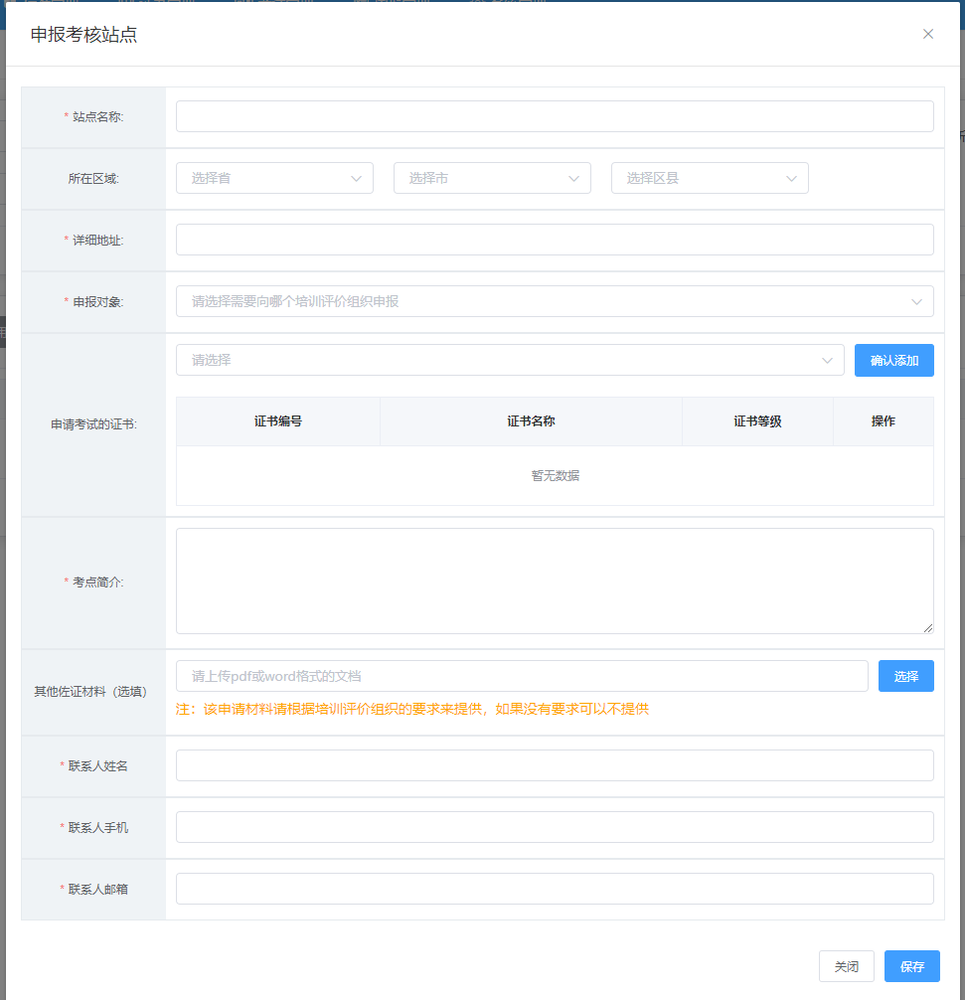 申报考核站点
* 站点名称:
所在区域: 选择省 选择市 选择区县
* 详细地址:
* 申报对象: 请选择需要向哪个培训评价组织申报
请选择 确认添加
申请考试的证书:
证书编号 证书名称 证书等级 操作
暂无数据
* 考点简介:
其他佐证材料（选填） 请上传pdf或word格式的文档 选择
注：该申请材料请根据培训评价组织的要求来提供，如果没有要求可以不提供
* 联系人姓名
* 联系人手机
* 联系人邮箱
关闭 保存